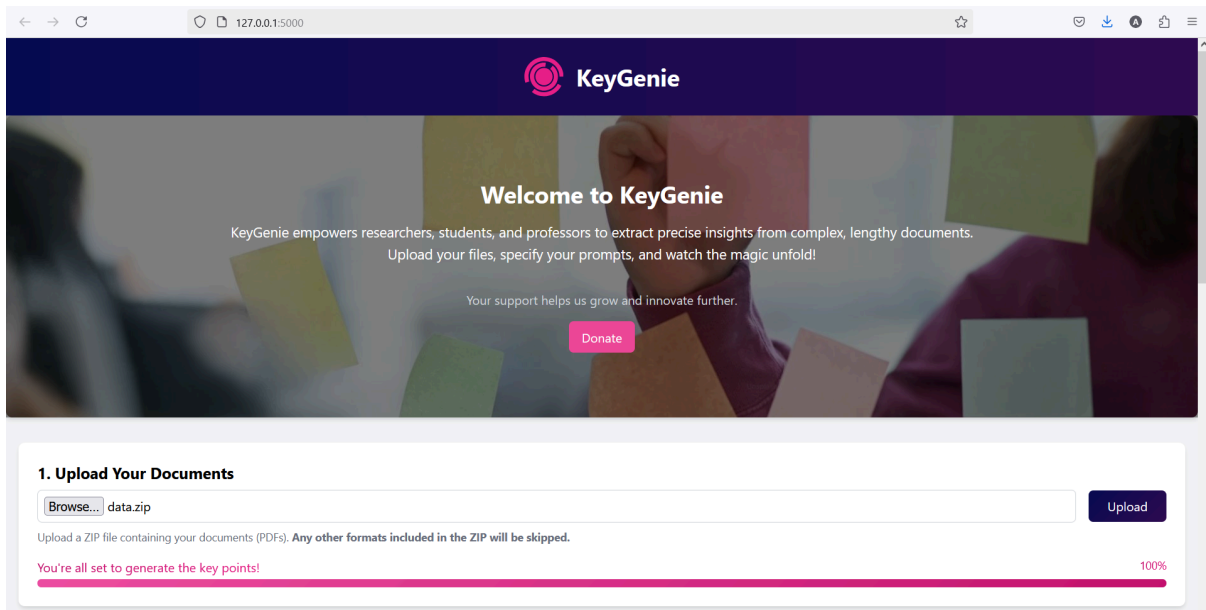 127.0.0.1:5000
KeyGenie
Welcome to KeyGenie
KeyGenie empowers researchers, students, and professors to extract precise insights from complex, lengthy documents.
Upload your files, specify your prompts, and watch the magic unfold!
Your support helps us grow and innovate further.
Donate
1. Upload Your Documents
Browse... data.zip
Upload
Upload a ZIP file containing your documents (PDFs). Any other formats included in the ZIP will be skipped.
You're all set to generate the key points!
100%